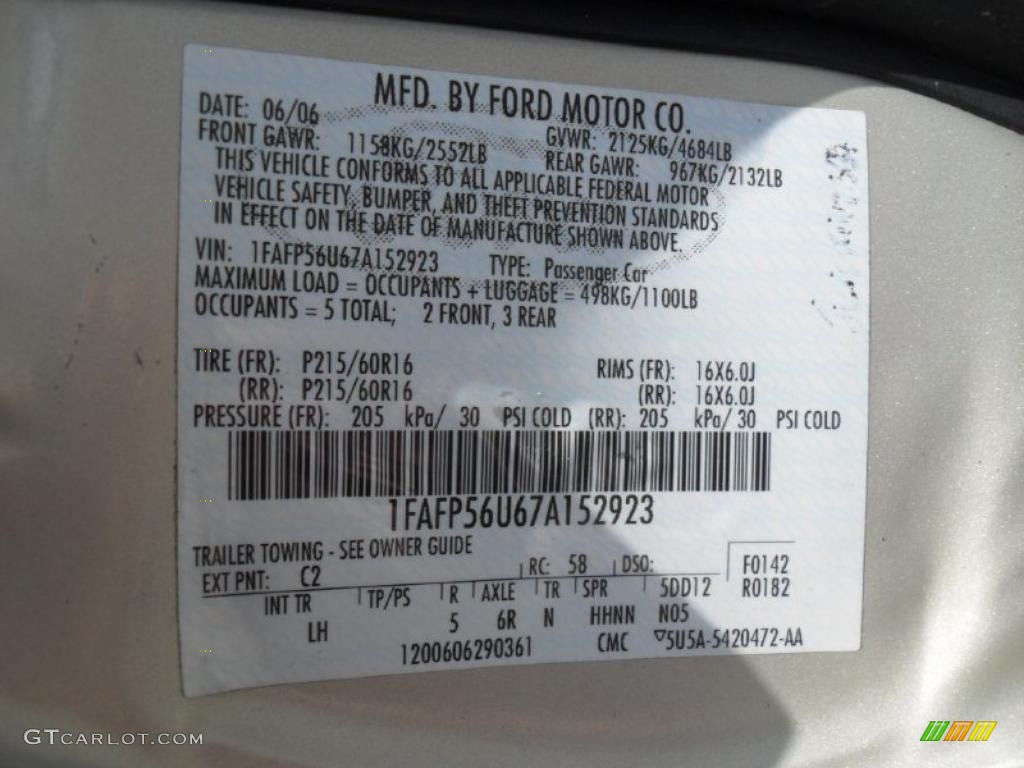 MFD. BY FORD MOTOR CO.
DATE: 06/06 GVWR: 2125KG/4684LB
FRONT GAWR: 1158KG/2552LB REAR GAWR: 967KG/2132LB
THIS VEHICLE CONFORMS TO ALL APPLICABLE FEDERAL MOTOR
VEHICLE SAFETY, BUMPER, AND THEFT PREVENTION STANDARDS
IN EFFECT ON THE DATE OF MANUFACTURE SHOWN ABOVE.
VIN: 1FAFP56U67A152923 TYPE: Passenger Car
MAXIMUM LOAD = OCCUPANTS + LUGGAGE = 498KG/1100LB
OCCUPANTS = 5 TOTAL; 2 FRONT, 3 REAR
TIRE (FR): P215/60R16 RIMS (FR): 16X6.0J
(RR): P215/60R16 (RR): 16X6.0J
PRESSURE (FR): 205 kPa/ 30 PSI COLD (RR): 205 kPa/ 30 PSI COLD
1FAFP56U67A152923
TRAILER TOWING - SEE OWNER GUIDE
EXT PNT: C2 RC: 58 DSO: F0142
INT TR TP/PS R AXLE TR SPR 5DD12 R0182
LH 5 6R N HHNN N05
1200606290361 CMC 5U5A-5420472-AA
GTCARLOT.COM